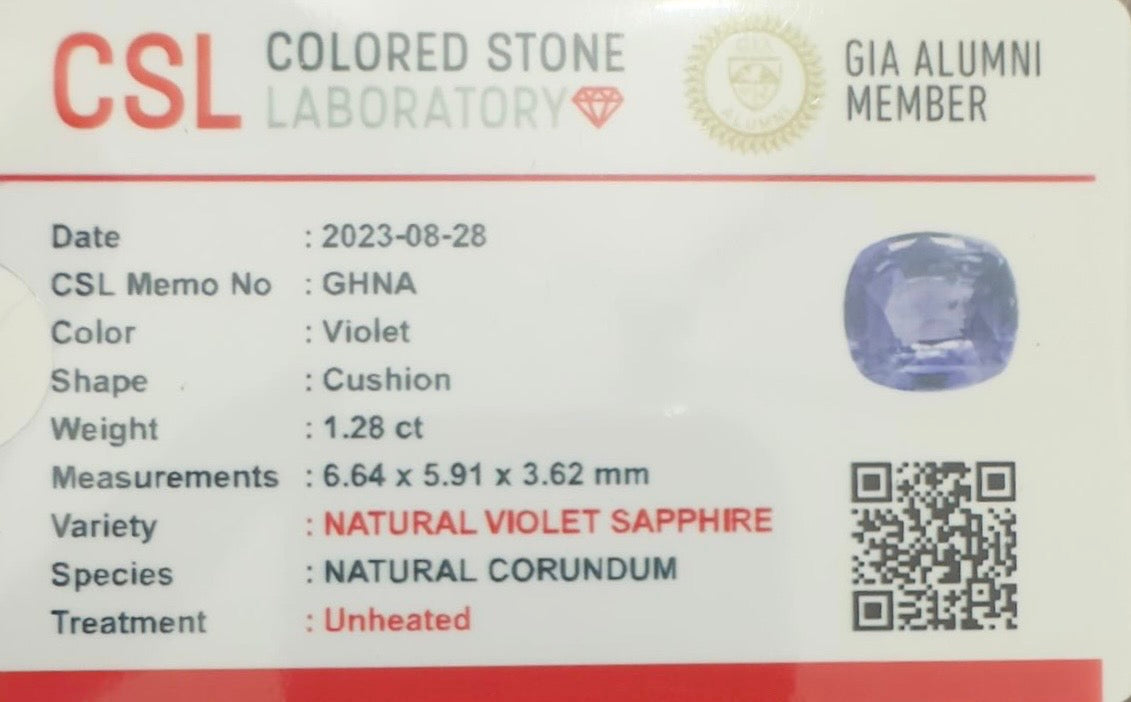 CSL COLORED STONE
LABORATORY
GIA
ALUMNI
GIA ALUMNI
MEMBER
Date : 2023-08-28
CSL Memo No : GHNA
Color : Violet
Shape : Cushion
Weight : 1.28 ct
Measurements : 6.64 x 5.91 x 3.62 mm
Variety : NATURAL VIOLET SAPPHIRE
Species : NATURAL CORUNDUM
Treatment : Unheated